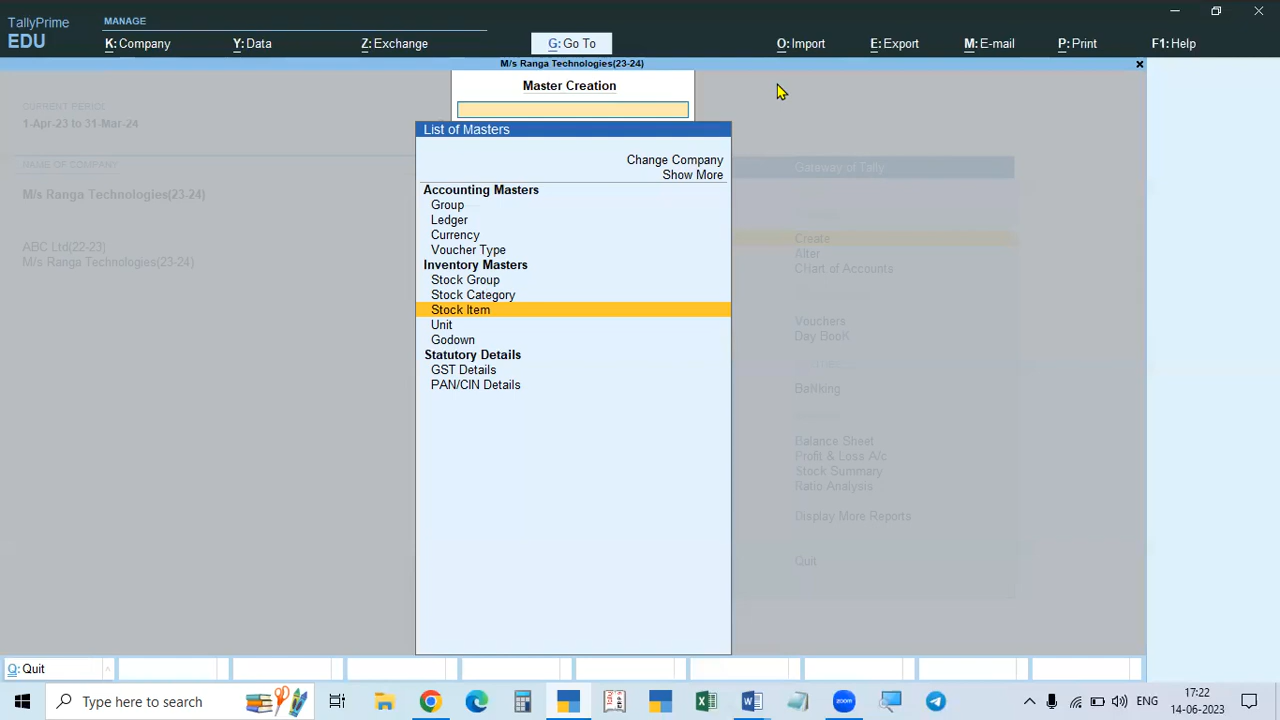 TallyPrime
EDU
MANAGE
K: Company
Y: Data
Z: Exchange
G: Go To
O: Import
E: Export
M: E-mail
P: Print
F1: Help
M/s Ranga Technologies(23-24)
Master Creation
CURRENT PERIOD
1-Apr-23 to 31-Mar-24
NAME OF COMPANY
M/s Ranga Technologies(23-24)
ABC Ltd(22-23)
M/s Ranga Technologies(23-24)
List of Masters
Change Company
Show More
Accounting Masters
Group
Ledger
Currency
Voucher Type
Inventory Masters
Stock Group
Stock Category
Stock Item
Unit
Godown
Statutory Details
GST Details
PAN/CIN Details
Gateway of Tally
Create
Alter
CHart of Accounts
Vouchers
Day BooK
BaNking
Balance Sheet
Profit & Loss A/c
Stock Summary
Ratio Analysis
Display More Reports
Quit
Q: Quit
Type here to search
ENG
17:22
14-06-2023